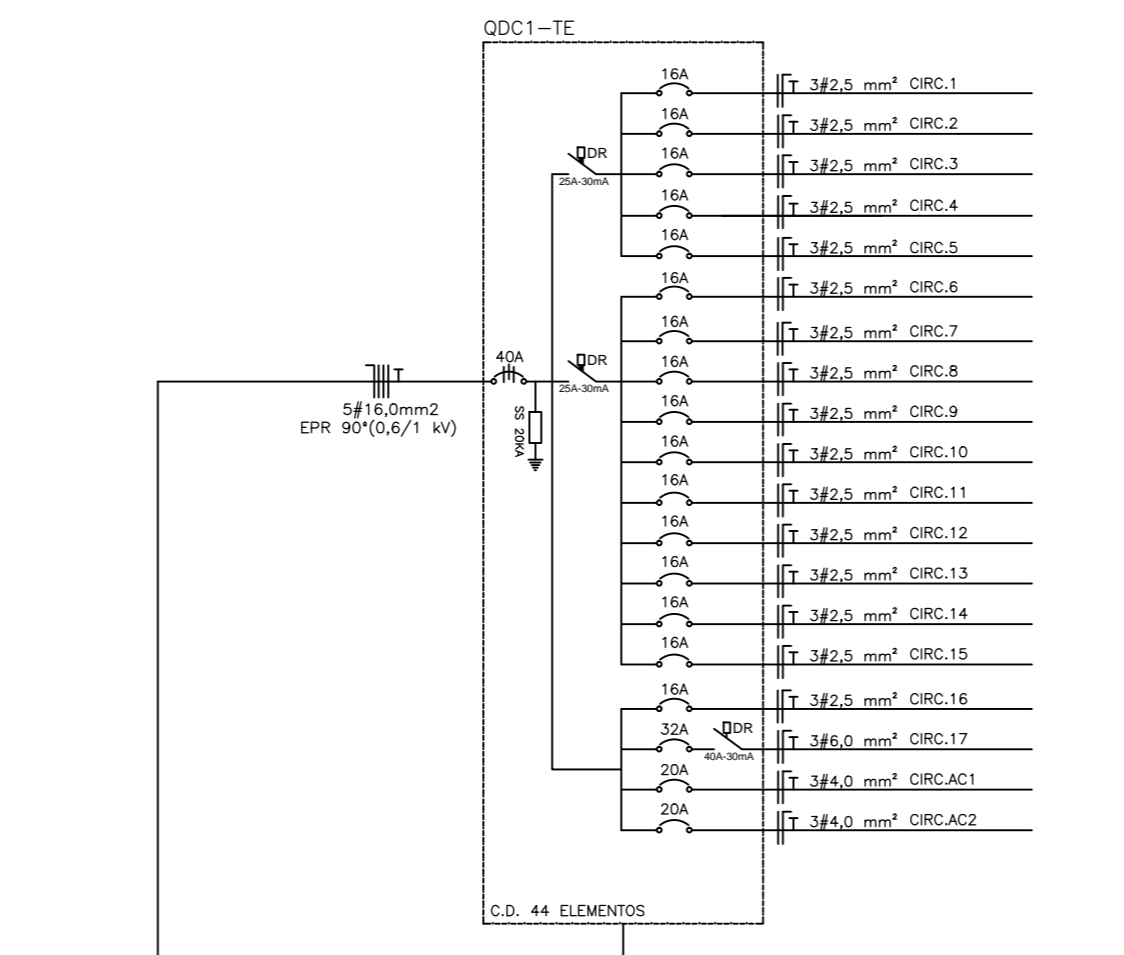 QDC1-TE
16A
T 3#2,5 mm² CIRC.1
16A
T 3#2,5 mm² CIRC.2
DR
25A-30mA
16A
T 3#2,5 mm² CIRC.3
16A
T 3#2,5 mm² CIRC.4
16A
T 3#2,5 mm² CIRC.5
16A
T 3#2,5 mm² CIRC.6
16A
T 3#2,5 mm² CIRC.7
T
5#16,0mm2
EPR 90°(0,6/1 kV)
40A
SS 20KA
DR
25A-30mA
16A
T 3#2,5 mm² CIRC.8
16A
T 3#2,5 mm² CIRC.9
16A
T 3#2,5 mm² CIRC.10
16A
T 3#2,5 mm² CIRC.11
16A
T 3#2,5 mm² CIRC.12
16A
T 3#2,5 mm² CIRC.13
16A
T 3#2,5 mm² CIRC.14
16A
T 3#2,5 mm² CIRC.15
16A
T 3#2,5 mm² CIRC.16
32A
DR
40A-30mA
T 3#6,0 mm² CIRC.17
20A
T 3#4,0 mm² CIRC.AC1
20A
T 3#4,0 mm² CIRC.AC2
C.D. 44 ELEMENTOS